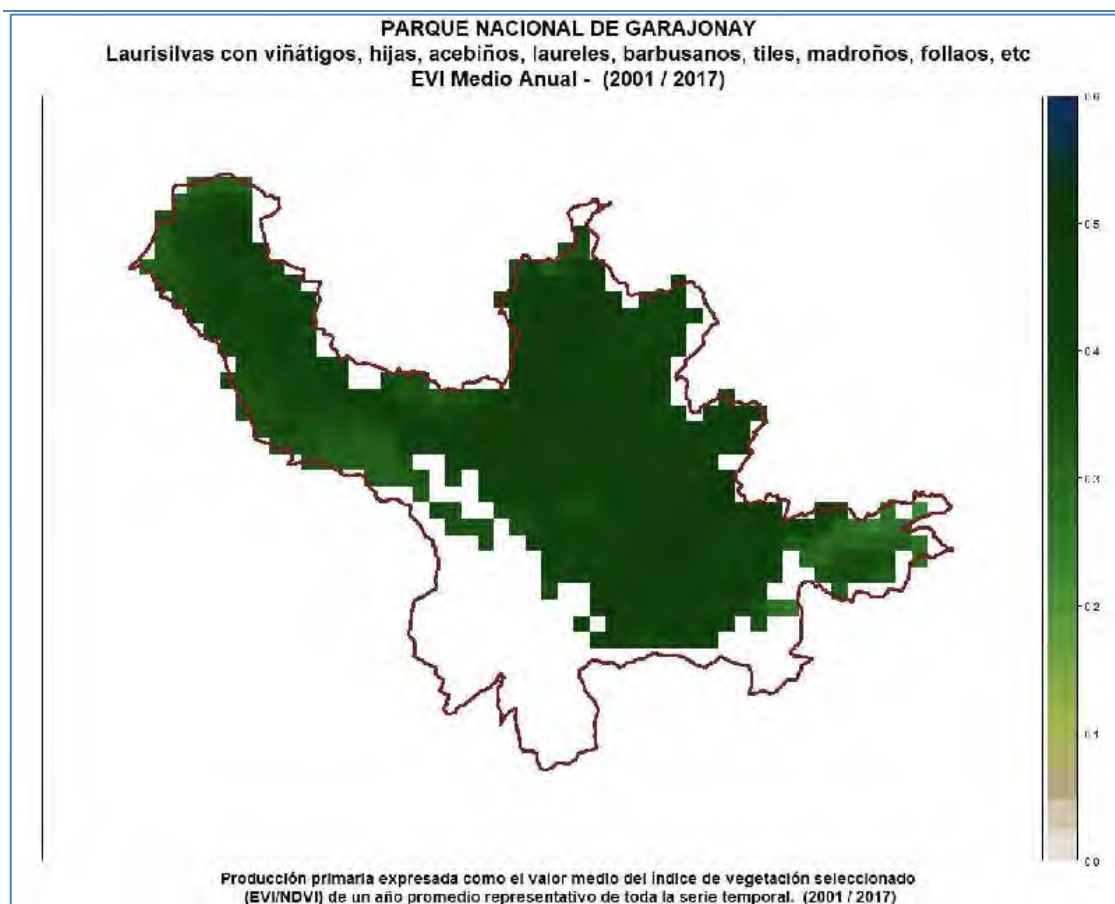 PARQUE NACIONAL DE GARAJONAY
Laurisilvas con viñátigos, hijas, acebiños, laureles, barbusanos, tiles, madroños, follaos, etc
EVI Medio Anual - (2001 / 2017)
0.6
0.5
0.4
0.3
0.2
0.1
0.0
Producción primaria expresada como el valor medio del índice de vegetación seleccionado
(EVI/NDVI) de un año promedio representativo de toda la serie temporal. (2001 / 2017)